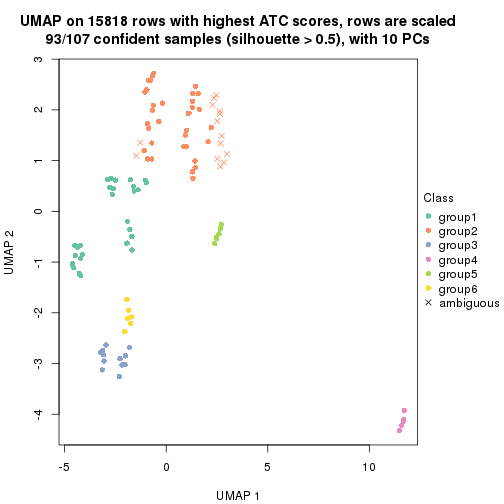 UMAP on 15818 rows with highest ATC scores, rows are scaled
93/107 confident samples (silhouette > 0.5), with 10 PCs
3
2
1
0
-1
-2
-3
-4
UMAP 2
-5
0
5
10
UMAP 1
Class
group1
group2
group3
group4
group5
group6
ambiguous